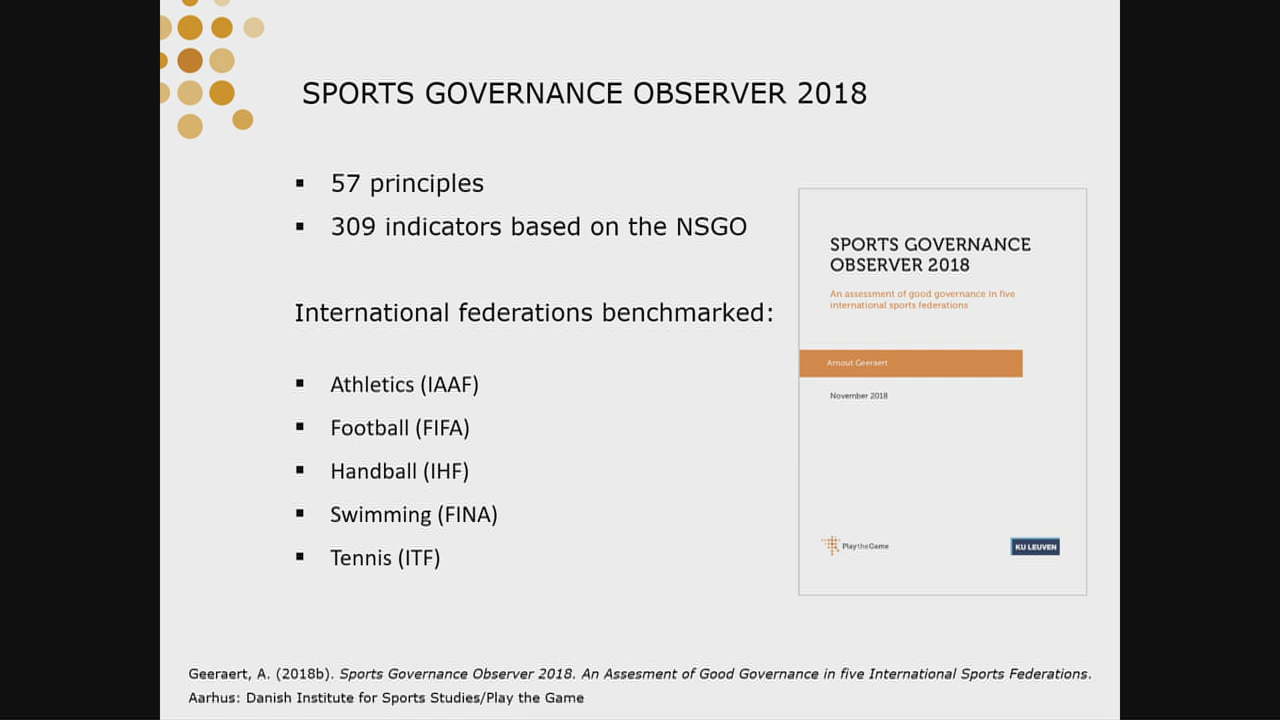 SPORTS GOVERNANCE OBSERVER 2018
▪ 57 principles
▪ 309 indicators based on the NSGO
International federations benchmarked:
▪ Athletics (IAAF)
▪ Football (FIFA)
▪ Handball (IHF)
▪ Swimming (FINA)
▪ Tennis (ITF)
SPORTS GOVERNANCE
OBSERVER 2018
An assessment of good governance in five
international sports federations
Arnout Geeraert
November 2018
PlaytheGame
KU LEUVEN
Geeraert, A. (2018b). Sports Governance Observer 2018. An Assesment of Good Governance in five International Sports Federations.
Aarhus: Danish Institute for Sports Studies/Play the Game